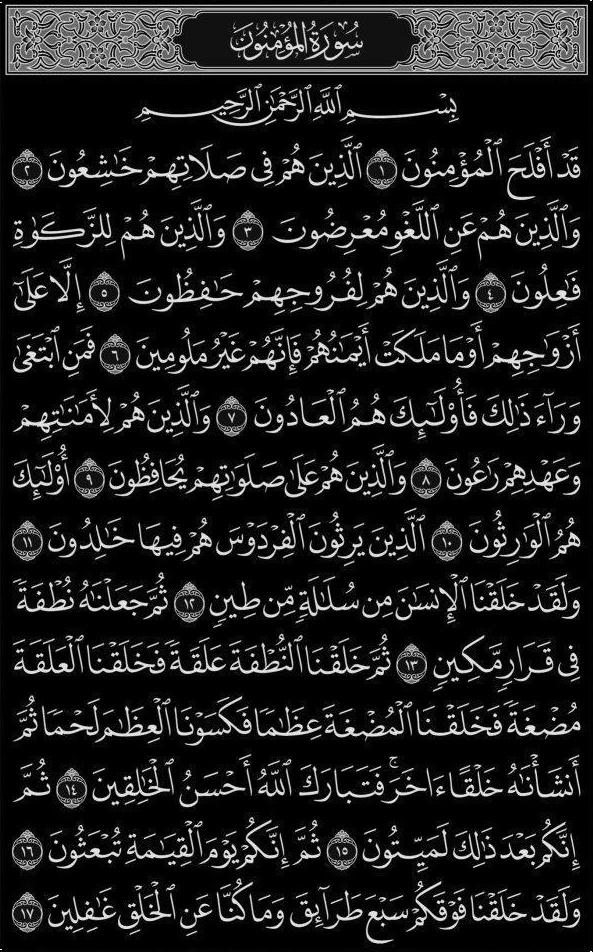 سُورَةُ المُؤۡمِنُونَ
بِسۡمِ ٱللَّهِ ٱلرَّحۡمَٰنِ ٱلرَّحِيمِ
قَدۡ أَفۡلَحَ ٱلۡمُؤۡمِنُونَ ١ ٱلَّذِينَ هُمۡ فِي صَلَاتِهِمۡ خَٰشِعُونَ ٢
وَٱلَّذِينَ هُمۡ عَنِ ٱللَّغۡوِ مُعۡرِضُونَ ٣ وَٱلَّذِينَ هُمۡ لِلزَّكَوٰةِ
فَٰعِلُونَ ٤ وَٱلَّذِينَ هُمۡ لِفُرُوجِهِمۡ حَٰفِظُونَ ٥ إِلَّا عَلَىٰٓ
أَزۡوَٰجِهِمۡ أَوۡ مَا مَلَكَتۡ أَيۡمَٰنُهُمۡ فَإِنَّهُمۡ غَيۡرُ مَلُومِينَ ٦ فَمَنِ ٱبۡتَغَىٰ
وَرَآءَ ذَٰلِكَ فَأُوْلَٰٓئِكَ هُمُ ٱلۡعَادُونَ ٧ وَٱلَّذِينَ هُمۡ لِأَمَٰنَٰتِهِمۡ
وَعَهۡدِهِمۡ رَٰعُونَ ٨ وَٱلَّذِينَ هُمۡ عَلَىٰ صَلَوَٰتِهِمۡ يُحَافِظُونَ ٩ أُوْلَٰٓئِكَ
هُمُ ٱلۡوَٰرِثُونَ ١٠ ٱلَّذِينَ يَرِثُونَ ٱلۡفِرۡدَوۡسَ هُمۡ فِيهَا خَٰلِدُونَ ١١
وَلَقَدۡ خَلَقۡنَا ٱلۡإِنسَٰنَ مِن سُلَٰلَةٖ مِّن طِينٖ ١٢ ثُمَّ جَعَلۡنَٰهُ نُطۡفَةٗ
فِي قَرَارٖ مَّكِينٖ ١٣ ثُمَّ خَلَقۡنَا ٱلنُّطۡفَةَ عَلَقَةٗ فَخَلَقۡنَا ٱلۡعَلَقَةَ
مُضۡغَةٗ فَخَلَقۡنَا ٱلۡمُضۡغَةَ عِظَٰمٗا فَكَسَوۡنَا ٱلۡعِظَٰمَ لَحۡمٗا ثُمَّ
أَنشَأۡنَٰهُ خَلۡقًا ءَاخَرَۚ فَتَبَارَكَ ٱللَّهُ أَحۡسَنُ ٱلۡخَٰلِقِينَ ١٤ ثُمَّ
إِنَّكُم بَعۡدَ ذَٰلِكَ لَمَيِّتُونَ ١٥ ثُمَّ إِنَّكُمۡ يَوۡمَ ٱلۡقِيَٰمَةِ تُبۡعَثُونَ ١٦
وَلَقَدۡ خَلَقۡنَا فَوۡقَكُمۡ سَبۡعَ طَرَآئِقَ وَمَا كُنَّا عَنِ ٱلۡخَلۡقِ غَٰفِلِينَ ١٧